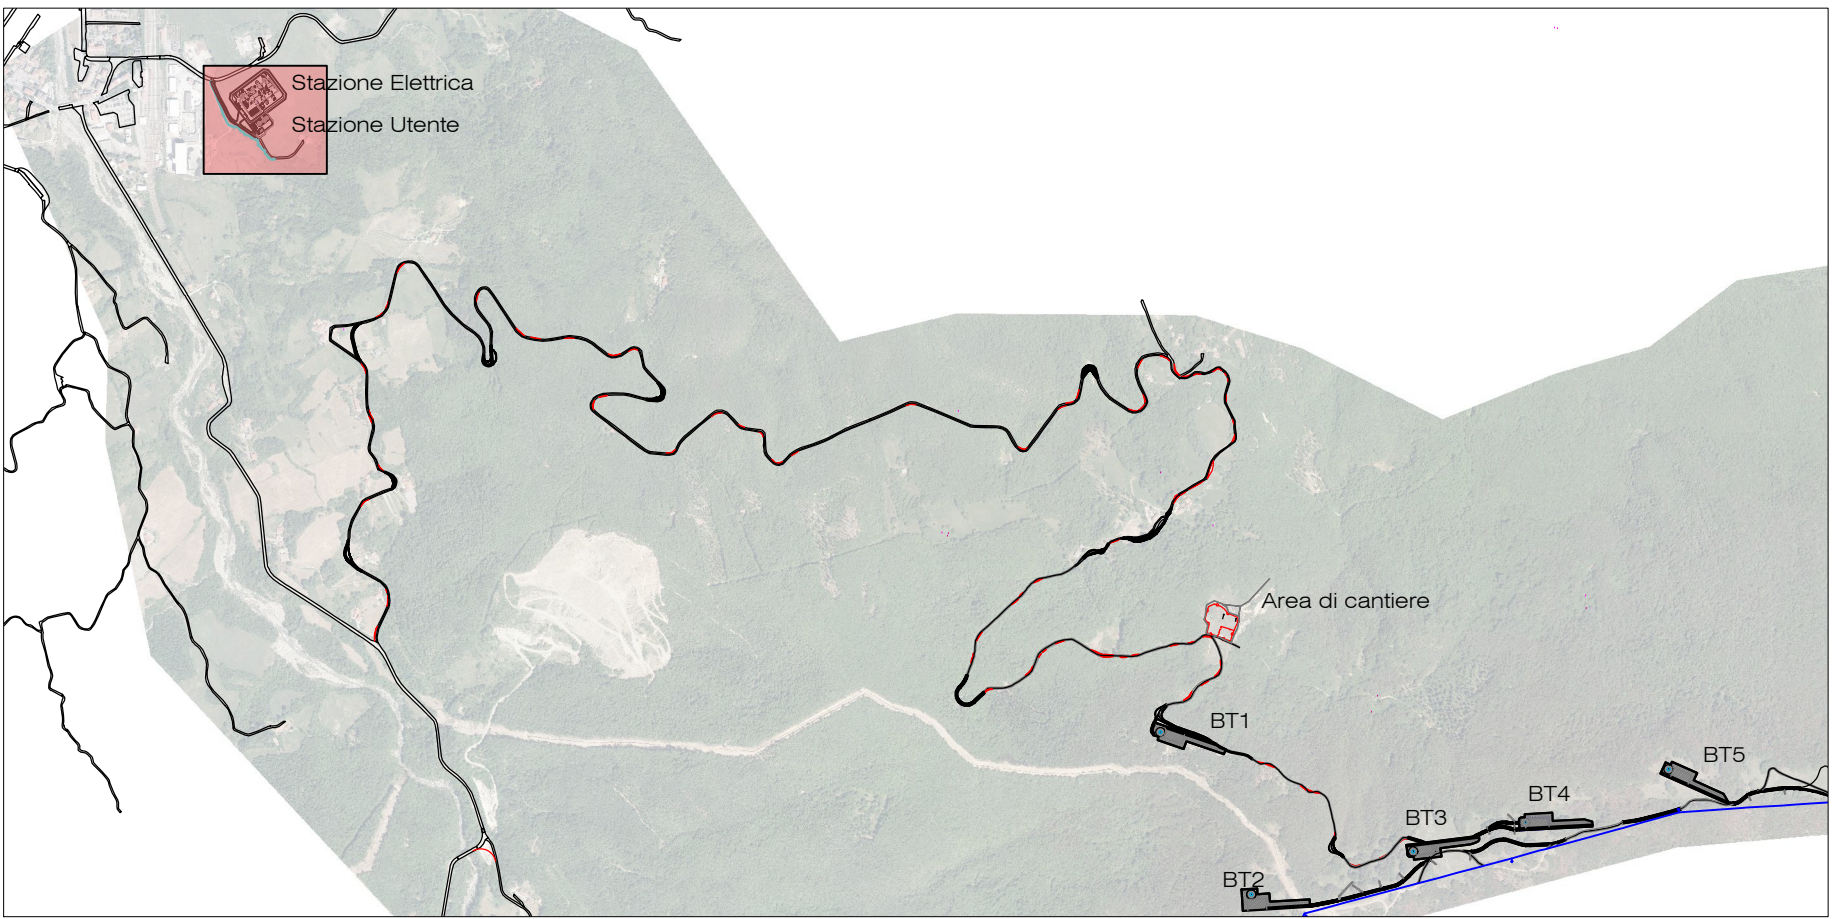 Stazione Elettrica
Stazione Utente
Area di cantiere
BT1
BT5
BT4
BT3
BT2